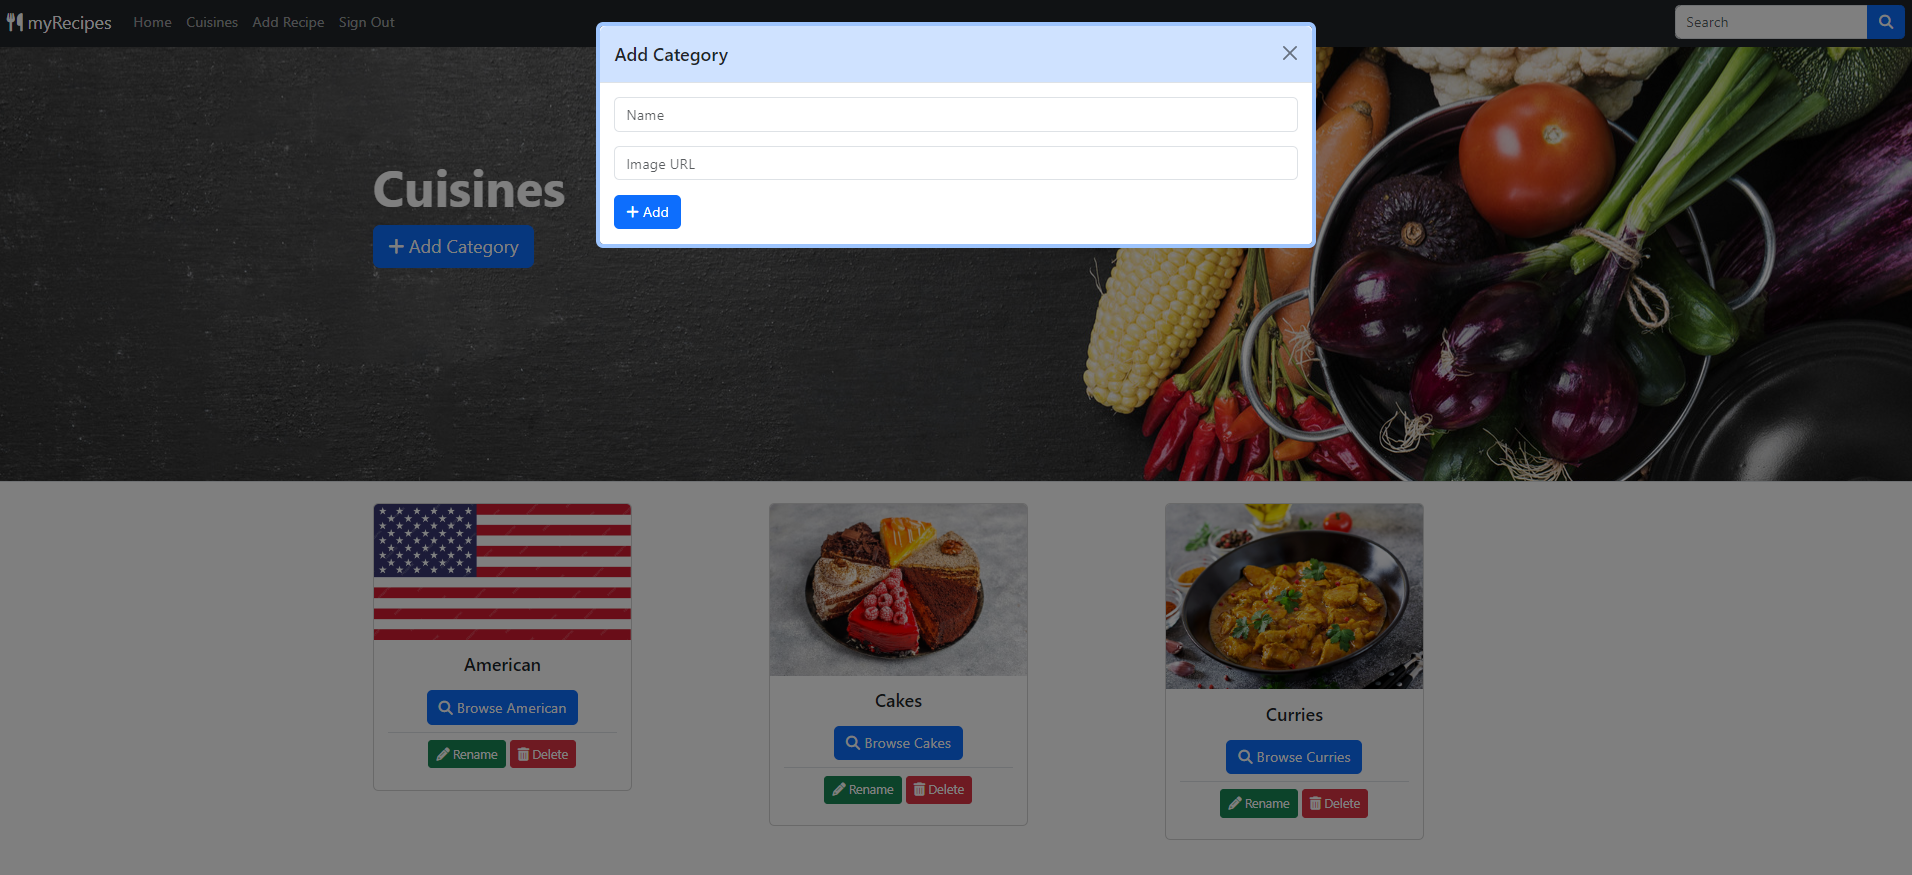 myRecipes Home Cuisines Add Recipe Sign Out Search
Add Category
Name
Image URL
Add
Cuisines
Add Category
American
Browse American
Rename Delete
Cakes
Browse Cakes
Rename Delete
Curries
Browse Curries
Rename Delete